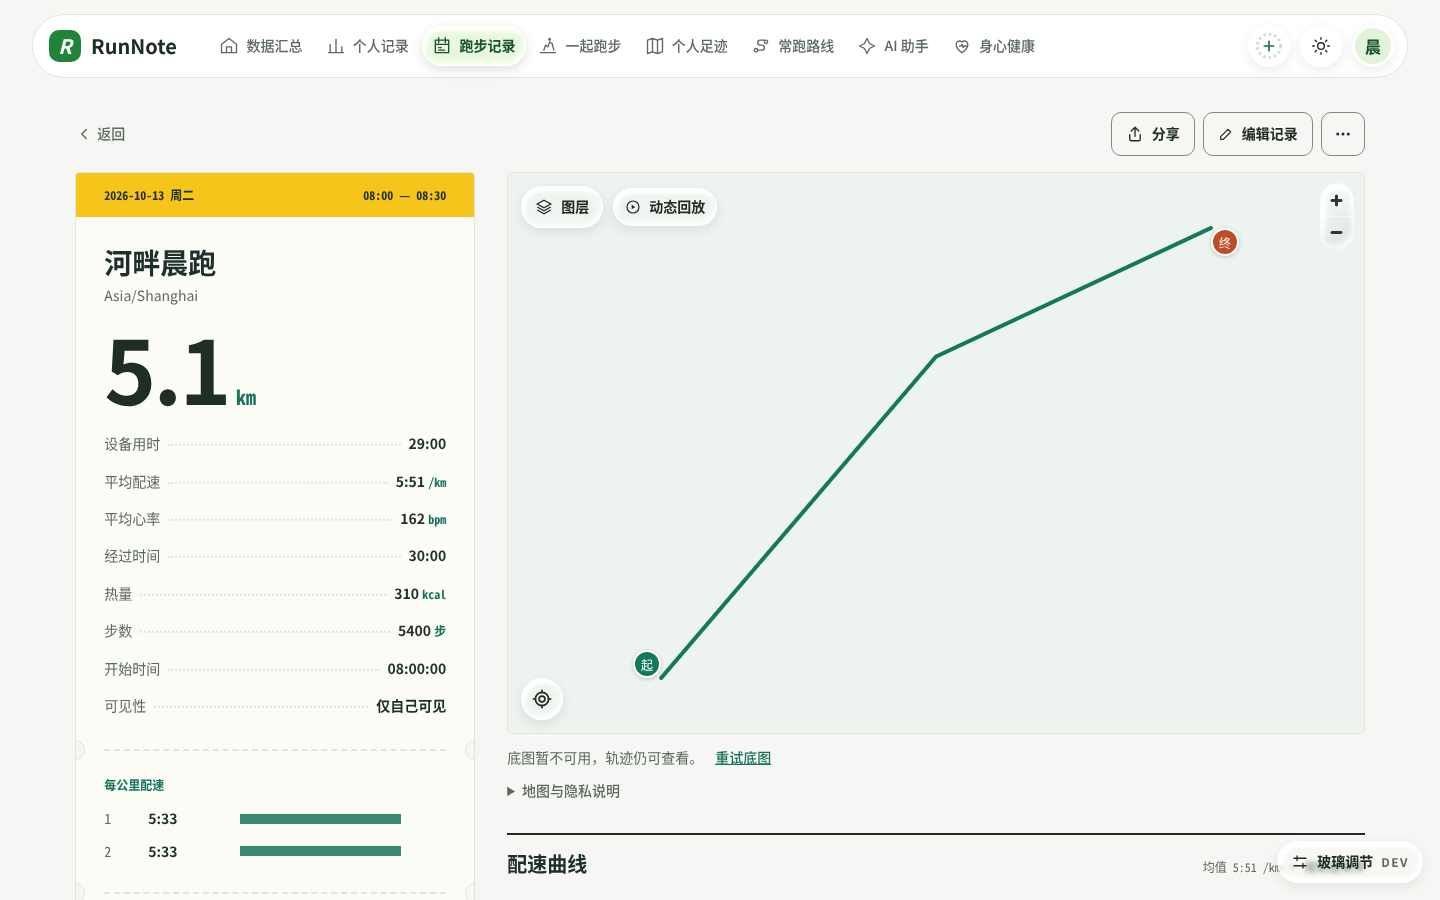 R RunNote 数据汇总 个人记录 跑步记录 一起跑步 个人足迹 常跑路线 AI 助手 身心健康 晨
返回 分享 编辑记录
2026-10-13 周二 08:00 — 08:30
河畔晨跑
Asia/Shanghai
5.1 km
设备用时 29:00
平均配速 5:51 /km
平均心率 162 bpm
经过时间 30:00
热量 310 kcal
步数 5400 步
开始时间 08:00:00
可见性 仅自己可见
每公里配速
1 5:33
2 5:33
图层 动态回放
终
起
底图暂不可用，轨迹仍可查看。 重试底图
地图与隐私说明
配速曲线 均值 5:51 /km
玻璃调节 DEV